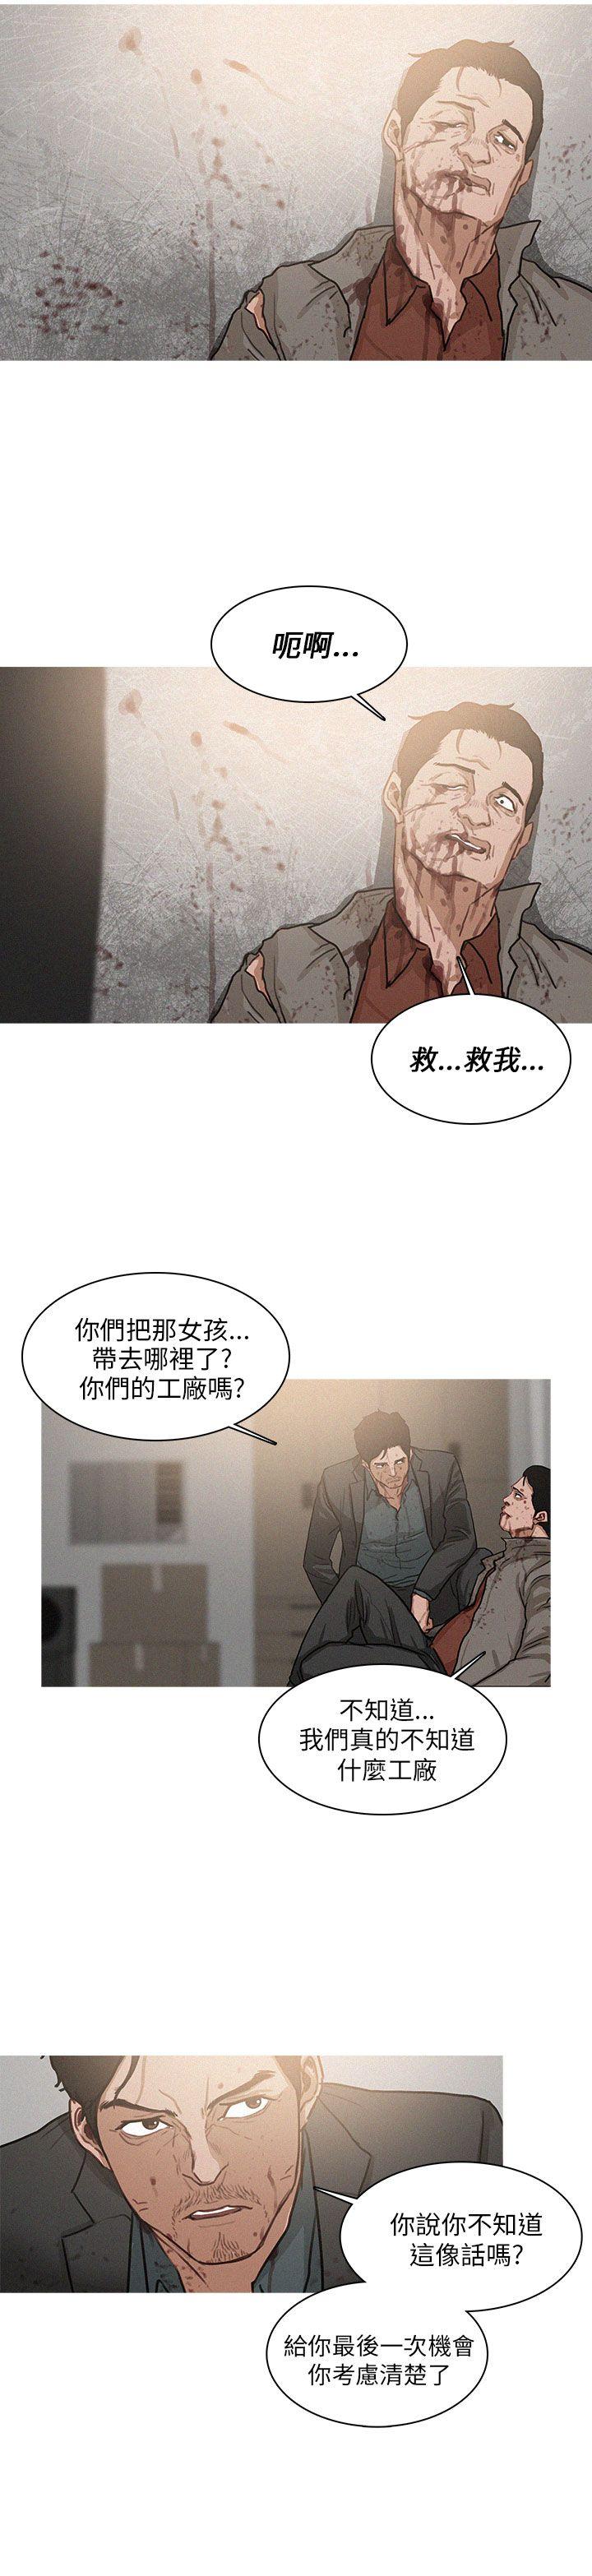 呃啊...
救...救我...
你們把那女孩...
帶去哪裡了?
你們的工廠嗎?
不知道...
我們真的不知道
什麼工廠
你說你不知道
這像話嗎?
給你最後一次機會
你考慮清楚了